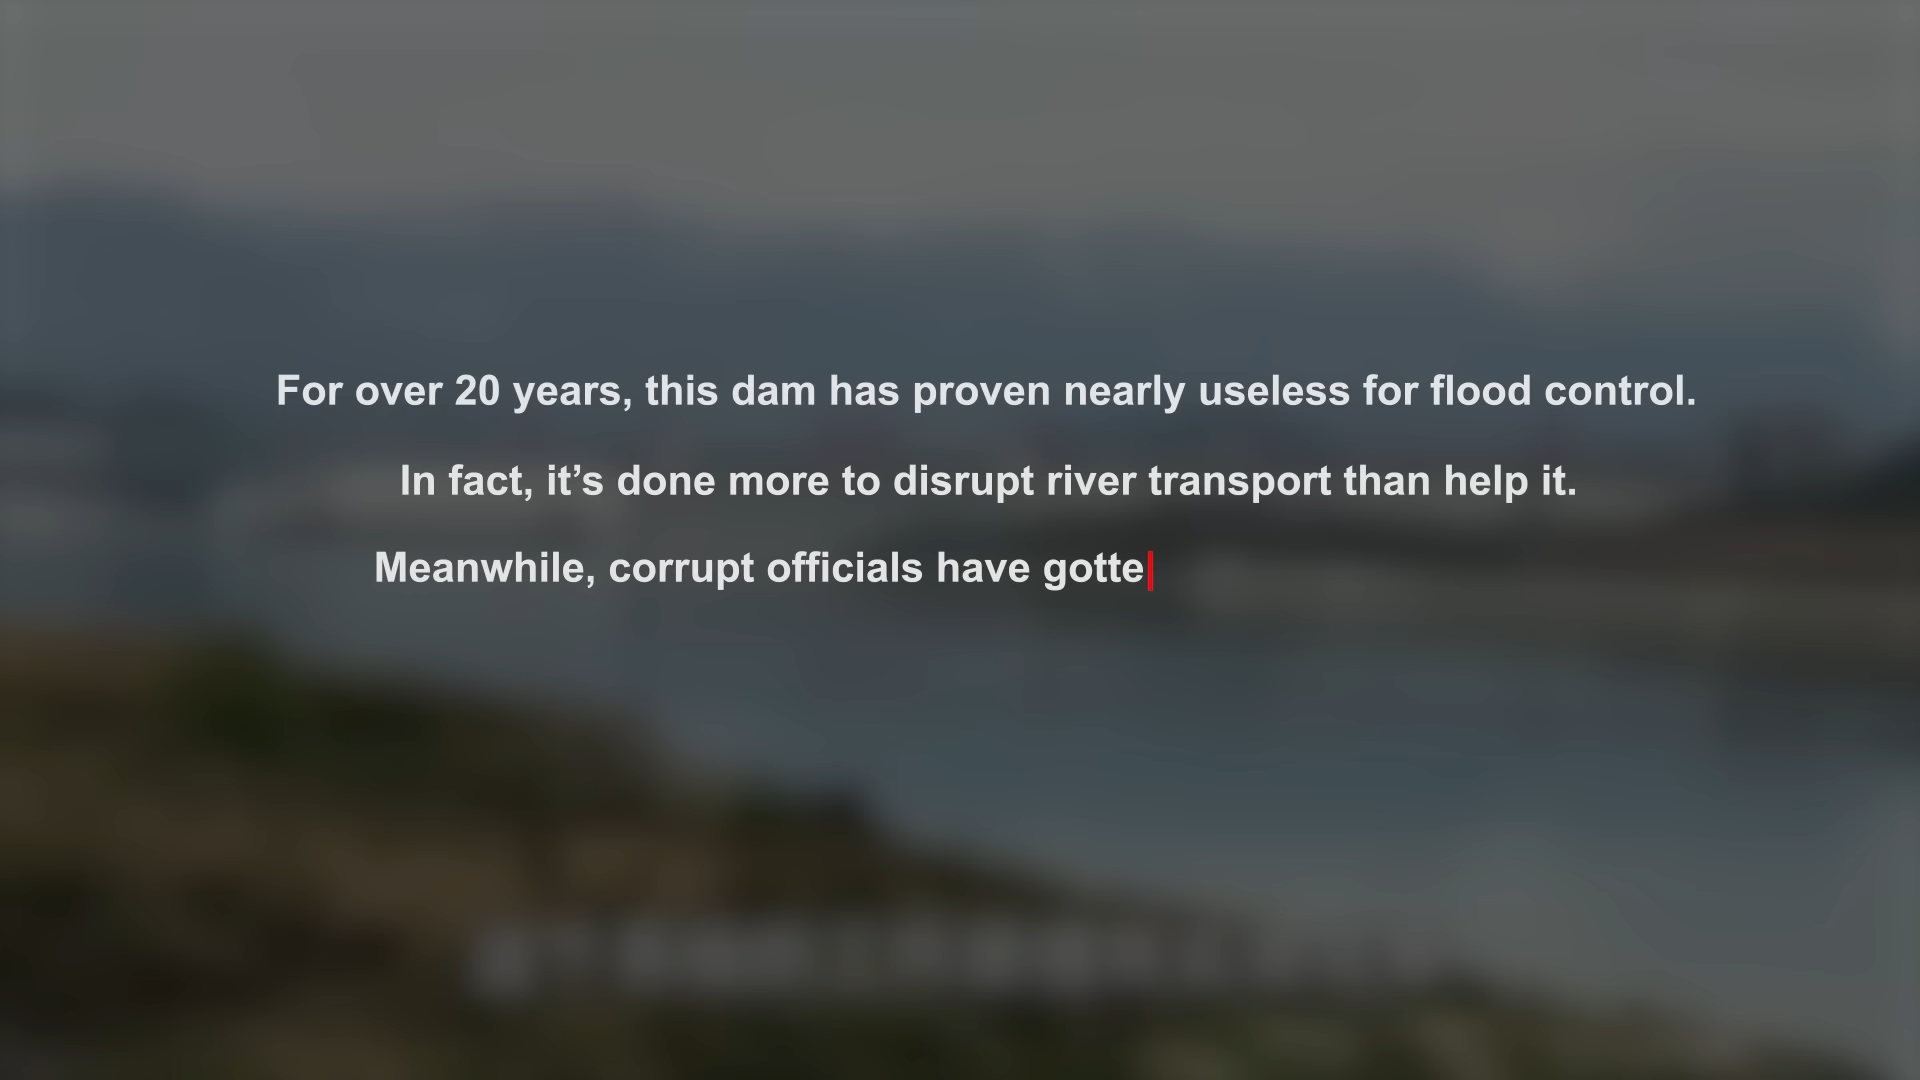 For over 20 years, this dam has proven nearly useless for flood control.
In fact, it’s done more to disrupt river transport than help it.
Meanwhile, corrupt officials have gotte